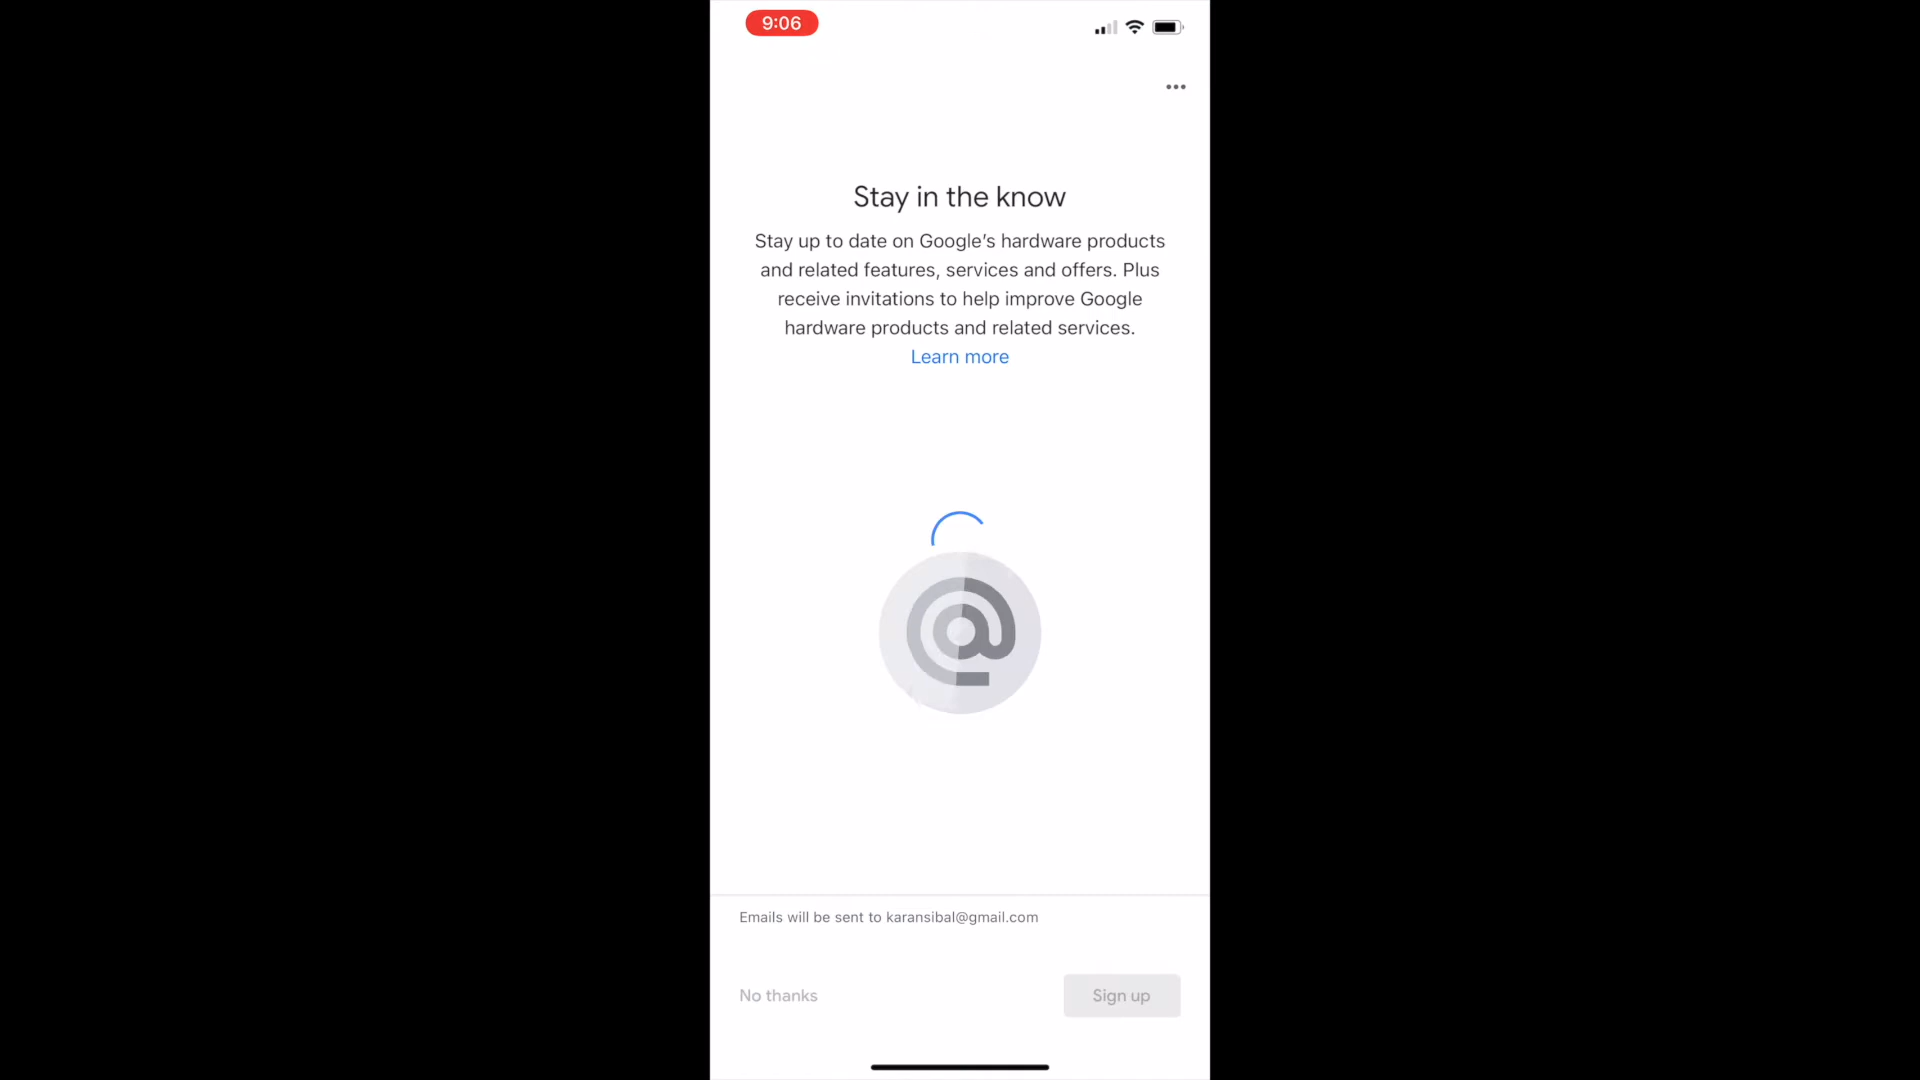 9:06
Stay in the know
Stay up to date on Google’s hardware products
and related features, services and offers. Plus
receive invitations to help improve Google
hardware products and related services.
Learn more
Emails will be sent to karansibal@gmail.com
No thanks
Sign up